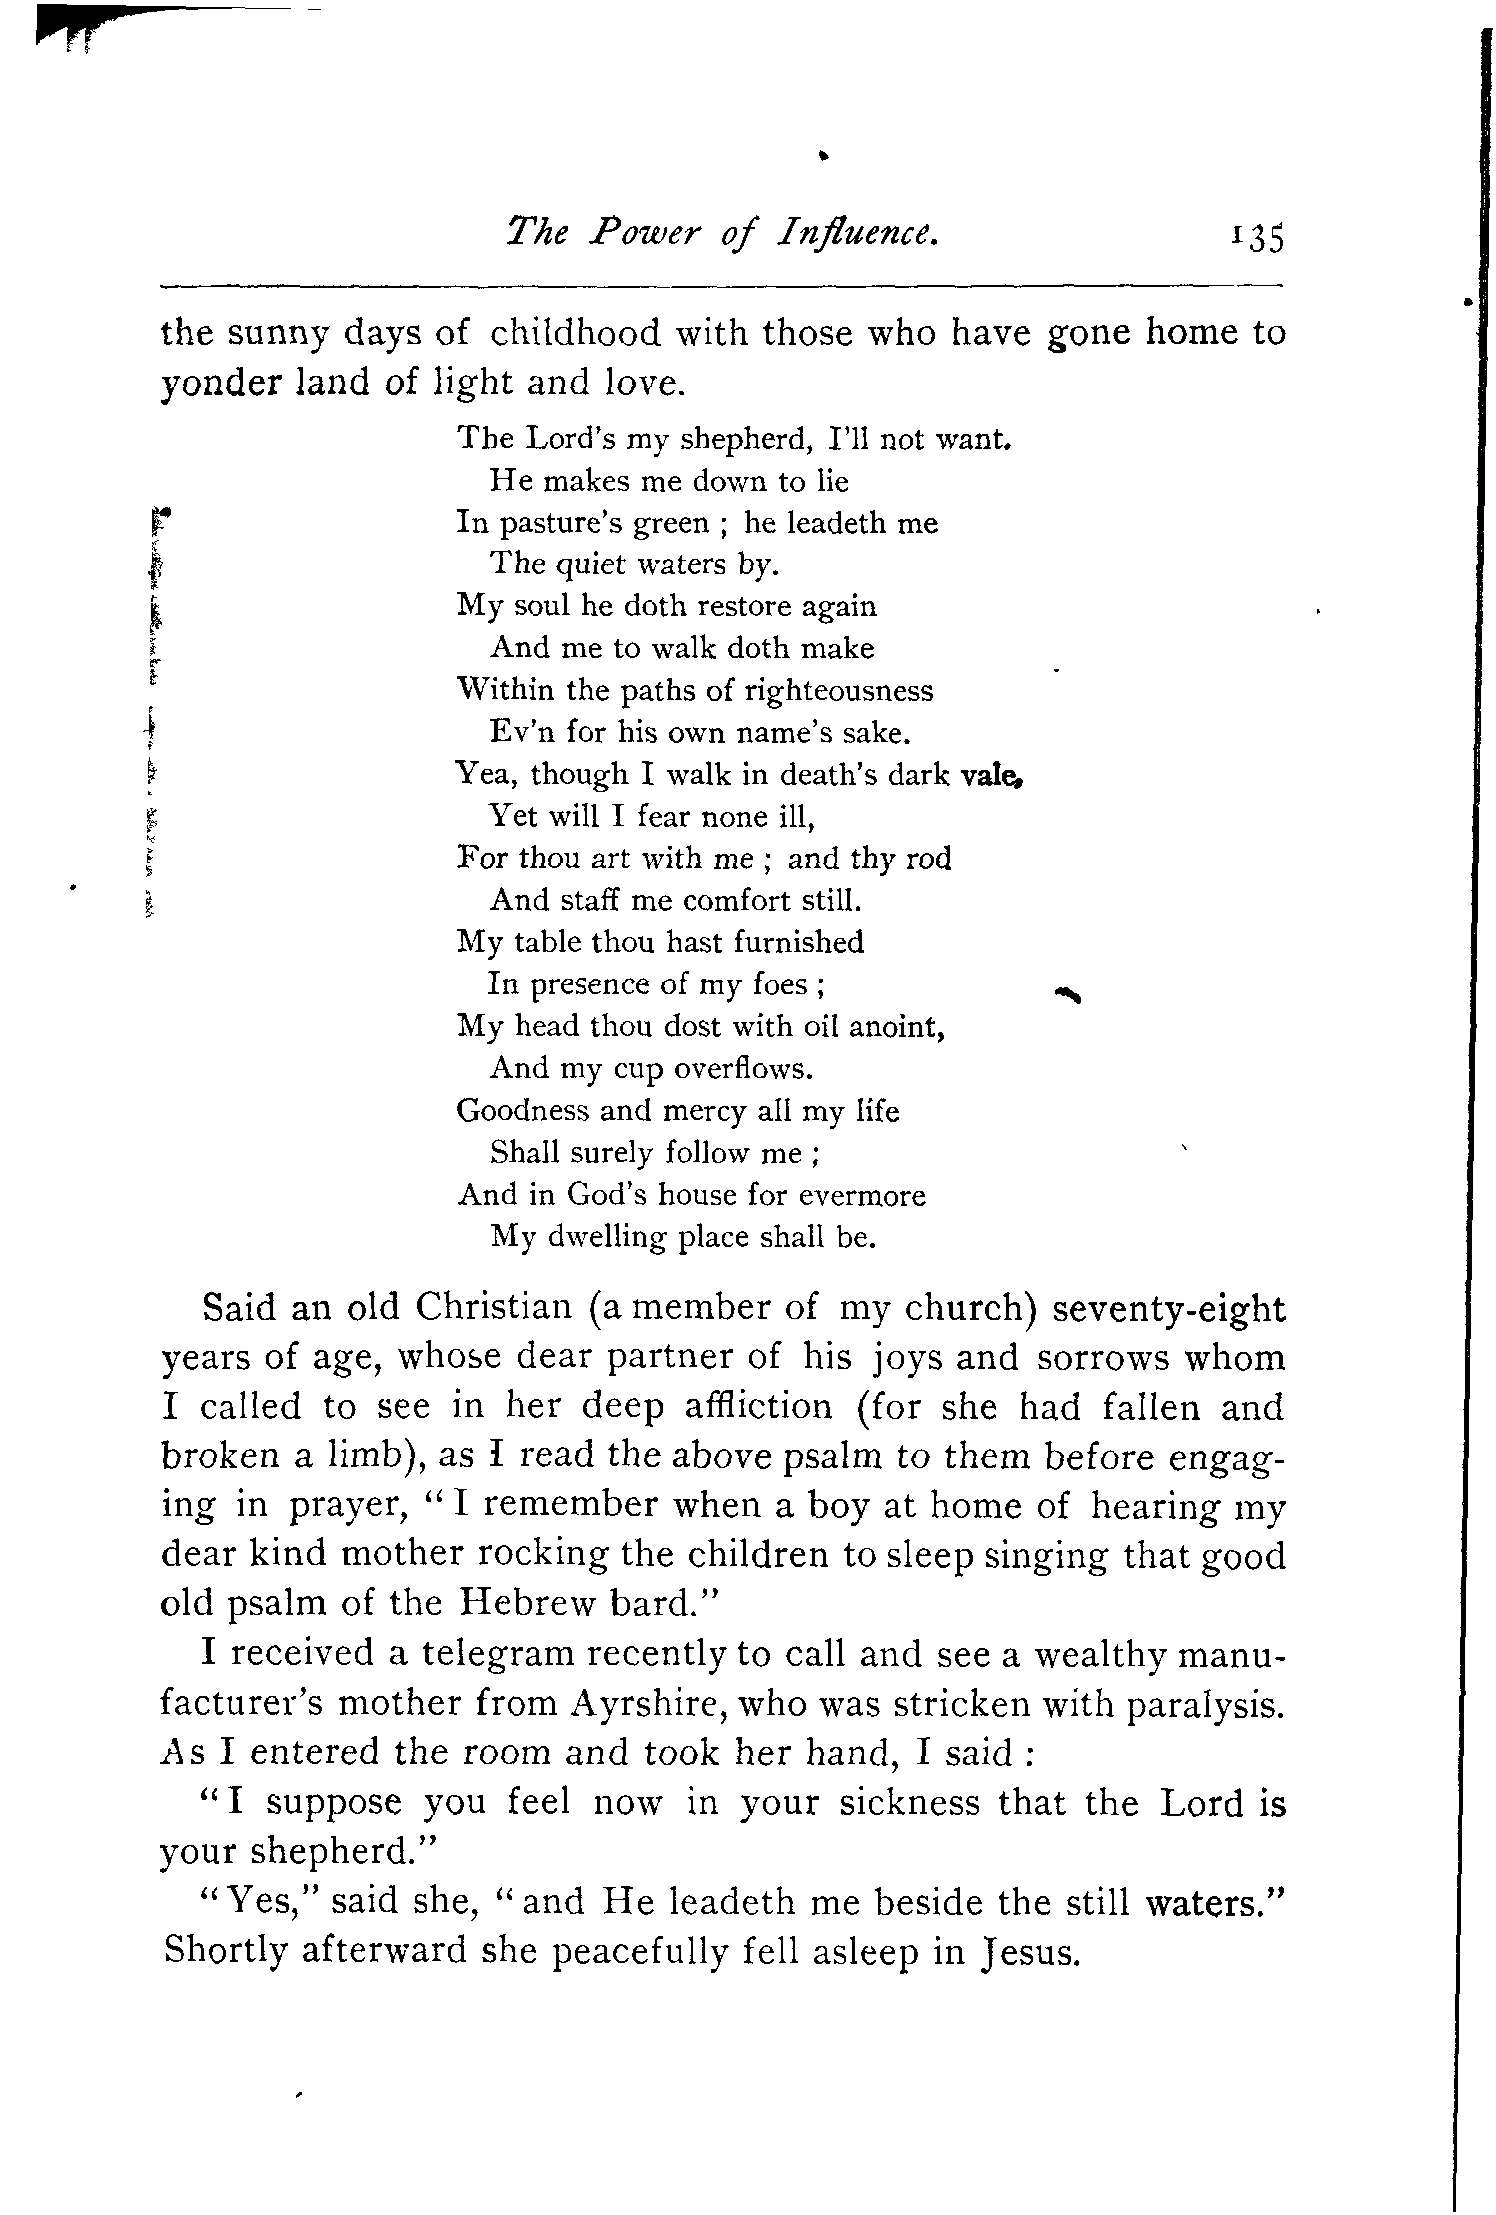 The Power of Influence. 135
the sunny days of childhood with those who have gone home to
yonder land of light and love.
The Lord's my shepherd, I'll not want.
He makes me down to lie
In pasture's green ; he leadeth me
The quiet waters by.
My soul he doth restore again
And me to walk doth make
Within the paths of righteousness
Ev'n for his own name's sake.
Yea, though I walk in death's dark vale,
Yet will I fear none ill,
For thou art with me ; and thy rod
And staff me comfort still.
My table thou hast furnished
In presence of my foes ;
My head thou dost with oil anoint,
And my cup overflows.
Goodness and mercy all my life
Shall surely follow me ;
And in God's house for evermore
My dwelling place shall be.
Said an old Christian (a member of my church) seventy-eight
years of age, whose dear partner of his joys and sorrows whom
I called to see in her deep affliction (for she had fallen and
broken a limb), as I read the above psalm to them before engag-
ing in prayer, "I remember when a boy at home of hearing my
dear kind mother rocking the children to sleep singing that good
old psalm of the Hebrew bard."
I received a telegram recently to call and see a wealthy manu-
facturer's mother from Ayrshire, who was stricken with paralysis.
As I entered the room and took her hand, I said :
"I suppose you feel now in your sickness that the Lord is
your shepherd."
"Yes," said she, "and He leadeth me beside the still waters."
Shortly afterward she peacefully fell asleep in Jesus.